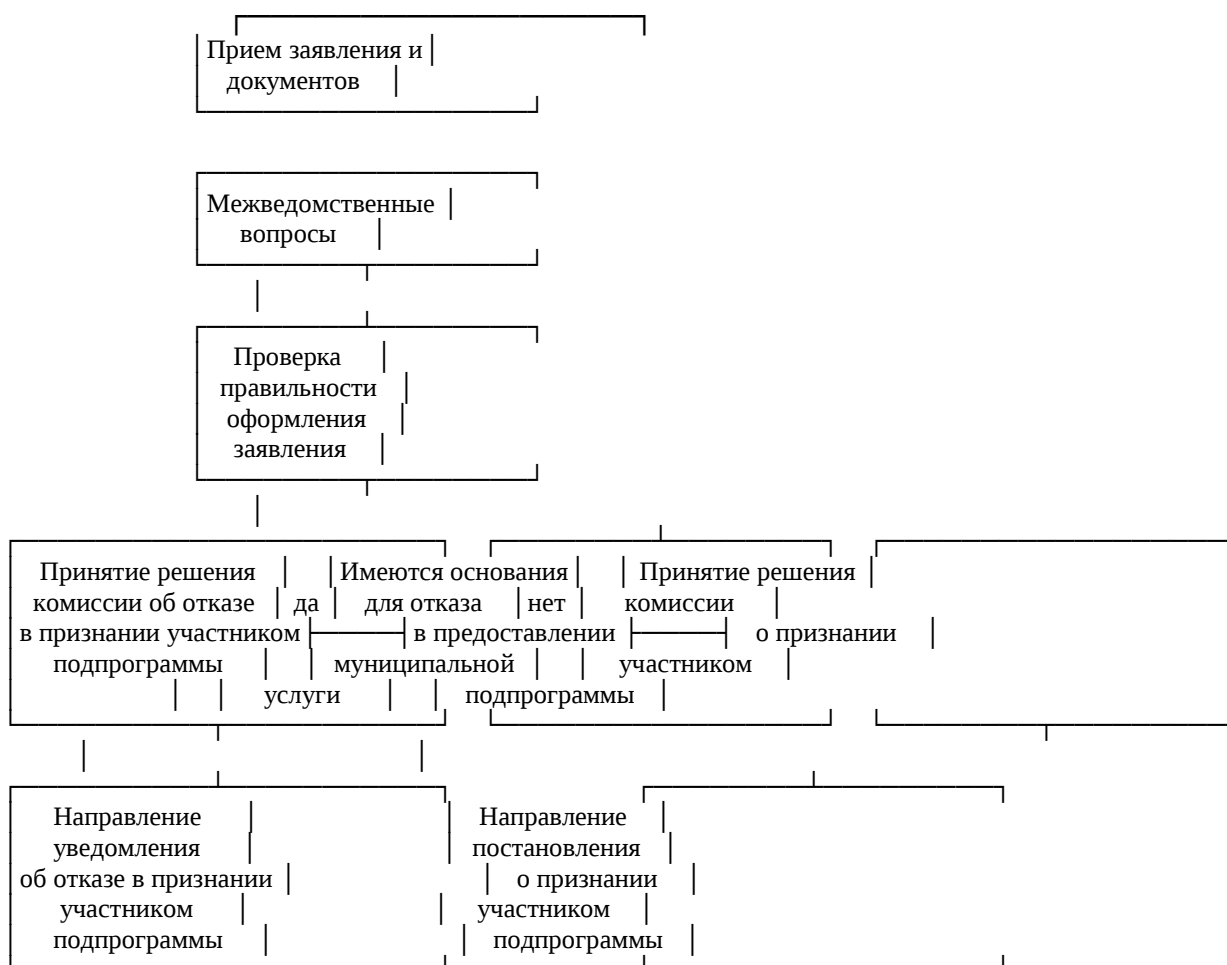 Прием заявления и
документов
Межведомственные
вопросы
Проверка
правильности
оформления
заявления
Принятие решения Имеются основания Принятие решения
комиссии об отказе да для отказа нет комиссии
в признании участником в предоставлении о признании
подпрограммы муниципальной участником
услуги подпрограммы
Направление Направление
уведомления постановления
об отказе в признании о признании
участником участником
подпрограммы подпрограммы